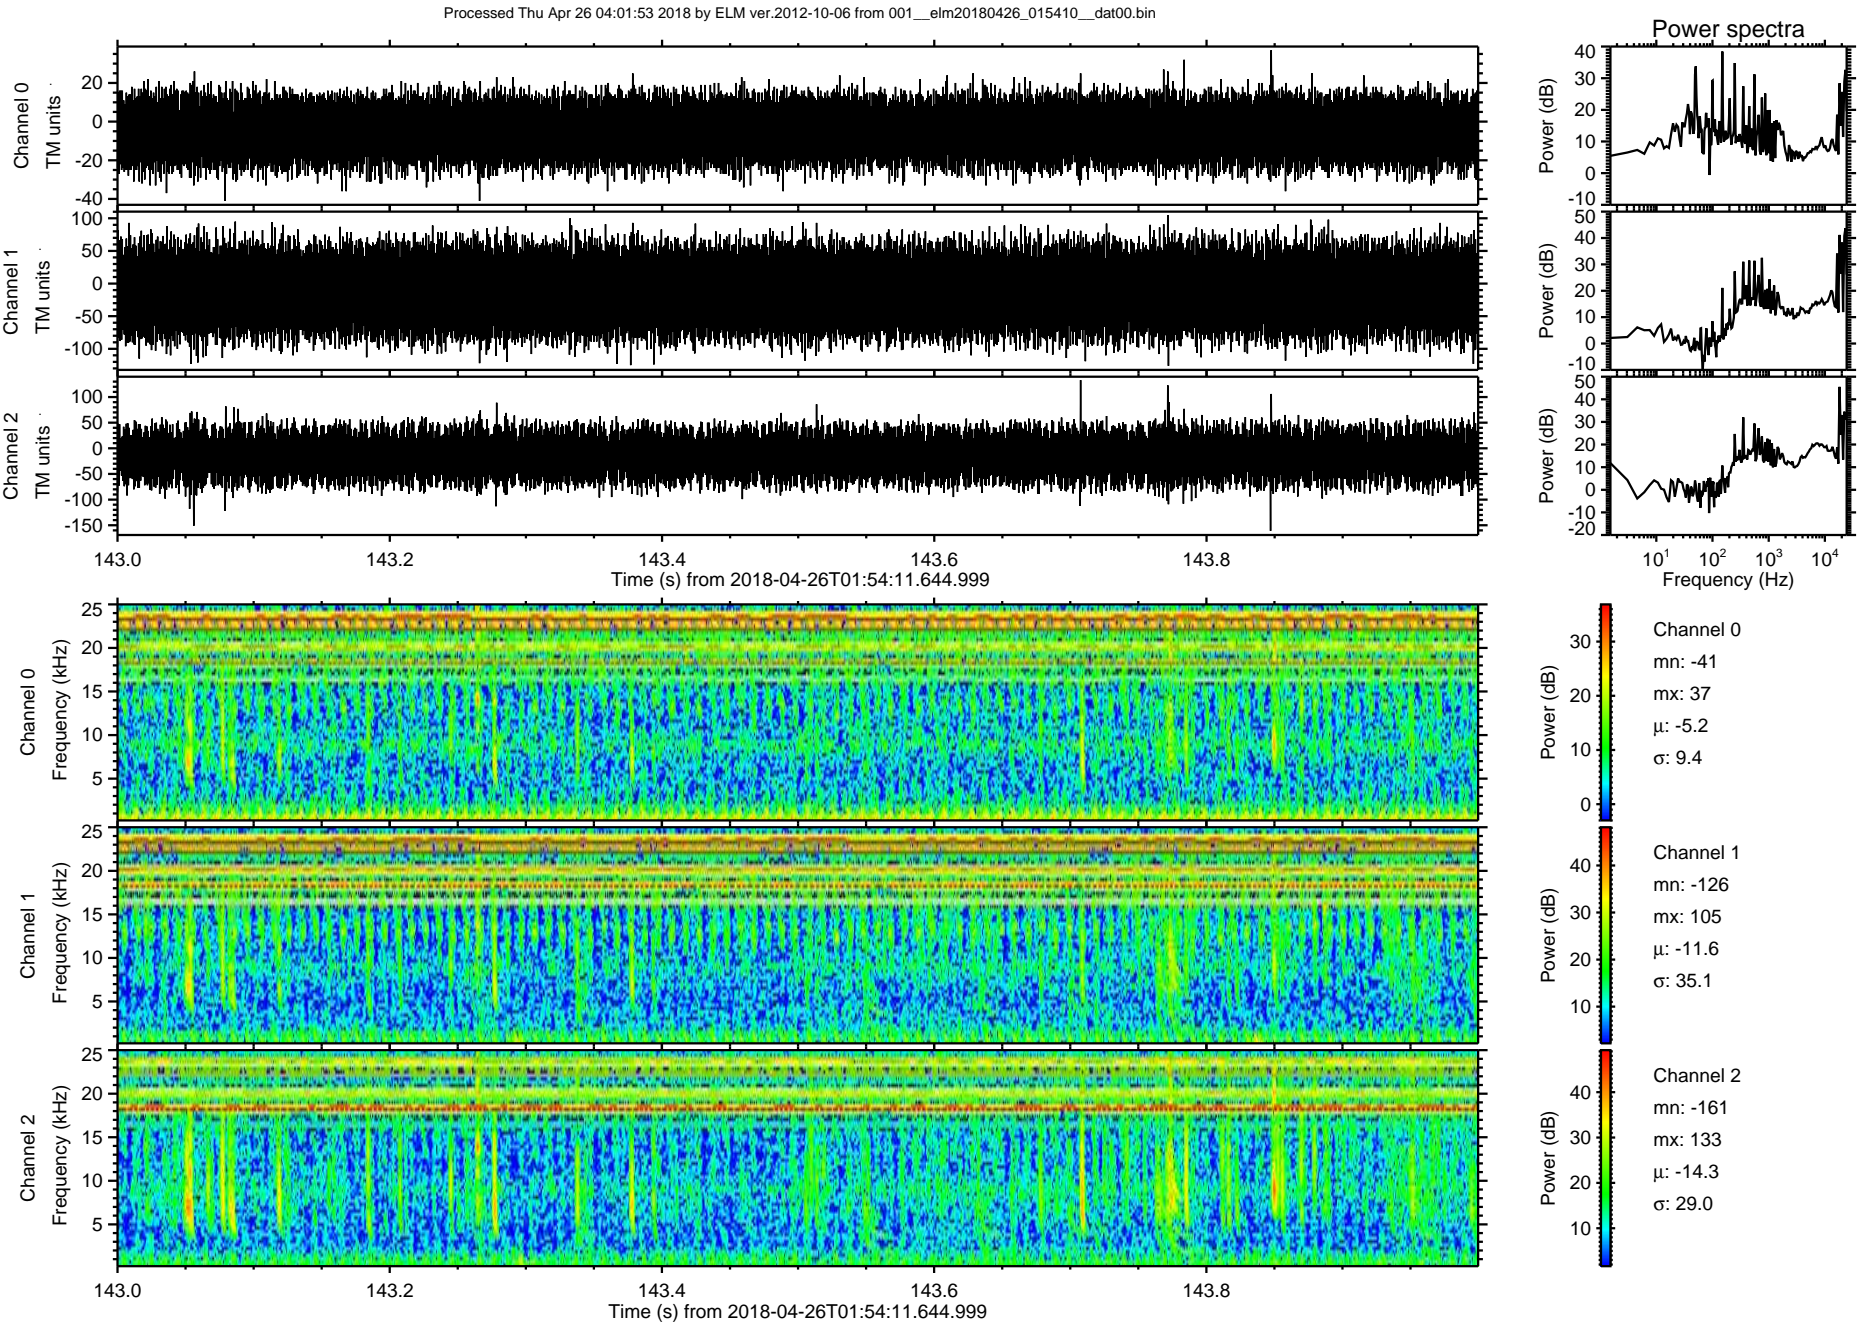 Processed Thu Apr 26 04:01:53 2018 by ELM ver.2012-10-06 from 001__elm20180426_015410__dat00.bin
Power spectra
Channel 0
TM units
20
0
-20
-40
Power (dB)
40
30
20
10
0
-10
Channel 1
TM units
100
50
0
-50
-100
Power (dB)
50
40
30
20
10
0
-10
Channel 2
TM units
100
50
0
-50
-100
-150
Power (dB)
50
40
30
20
10
0
-10
-20
143.0 143.2 143.4 143.6 143.8
Time (s) from 2018-04-26T01:54:11.644.999
10^1 10^2 10^3 10^4
Frequency (Hz)
Channel 0
Frequency (kHz)
25
20
15
10
5
Power (dB)
30
20
10
0
Channel 0
mn: -41
mx: 37
μ: -5.2
σ: 9.4
Channel 1
Frequency (kHz)
25
20
15
10
5
Power (dB)
40
30
20
10
Channel 1
mn: -126
mx: 105
μ: -11.6
σ: 35.1
Channel 2
Frequency (kHz)
25
20
15
10
5
Power (dB)
40
30
20
10
Channel 2
mn: -161
mx: 133
μ: -14.3
σ: 29.0
143.0 143.2 143.4 143.6 143.8
Time (s) from 2018-04-26T01:54:11.644.999